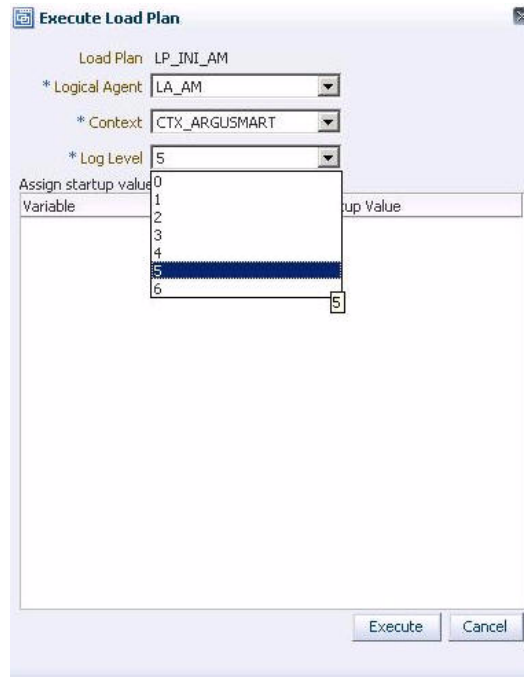 Execute Load Plan
Load Plan LP_INI_AM
* Logical Agent LA_AM
* Context CTX_ARGUSMART
* Log Level 5
Assign startup value
Variable tup Value
0
1
2
3
4
5
6
5
Execute Cancel